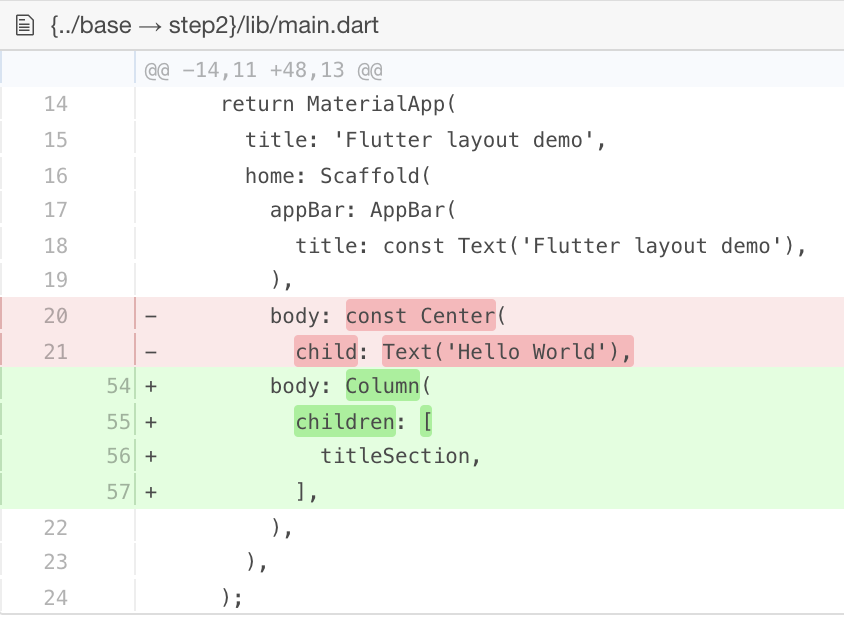 {../base → step2}/lib/main.dart
@@ -14,11 +48,13 @@
14 return MaterialApp(
15 title: 'Flutter layout demo',
16 home: Scaffold(
17 appBar: AppBar(
18 title: const Text('Flutter layout demo'),
19 ),
20 - body: const Center(
21 - child: Text('Hello World'),
54 + body: Column(
55 + children: [
56 + titleSection,
57 + ],
22 ),
23 ),
24 );